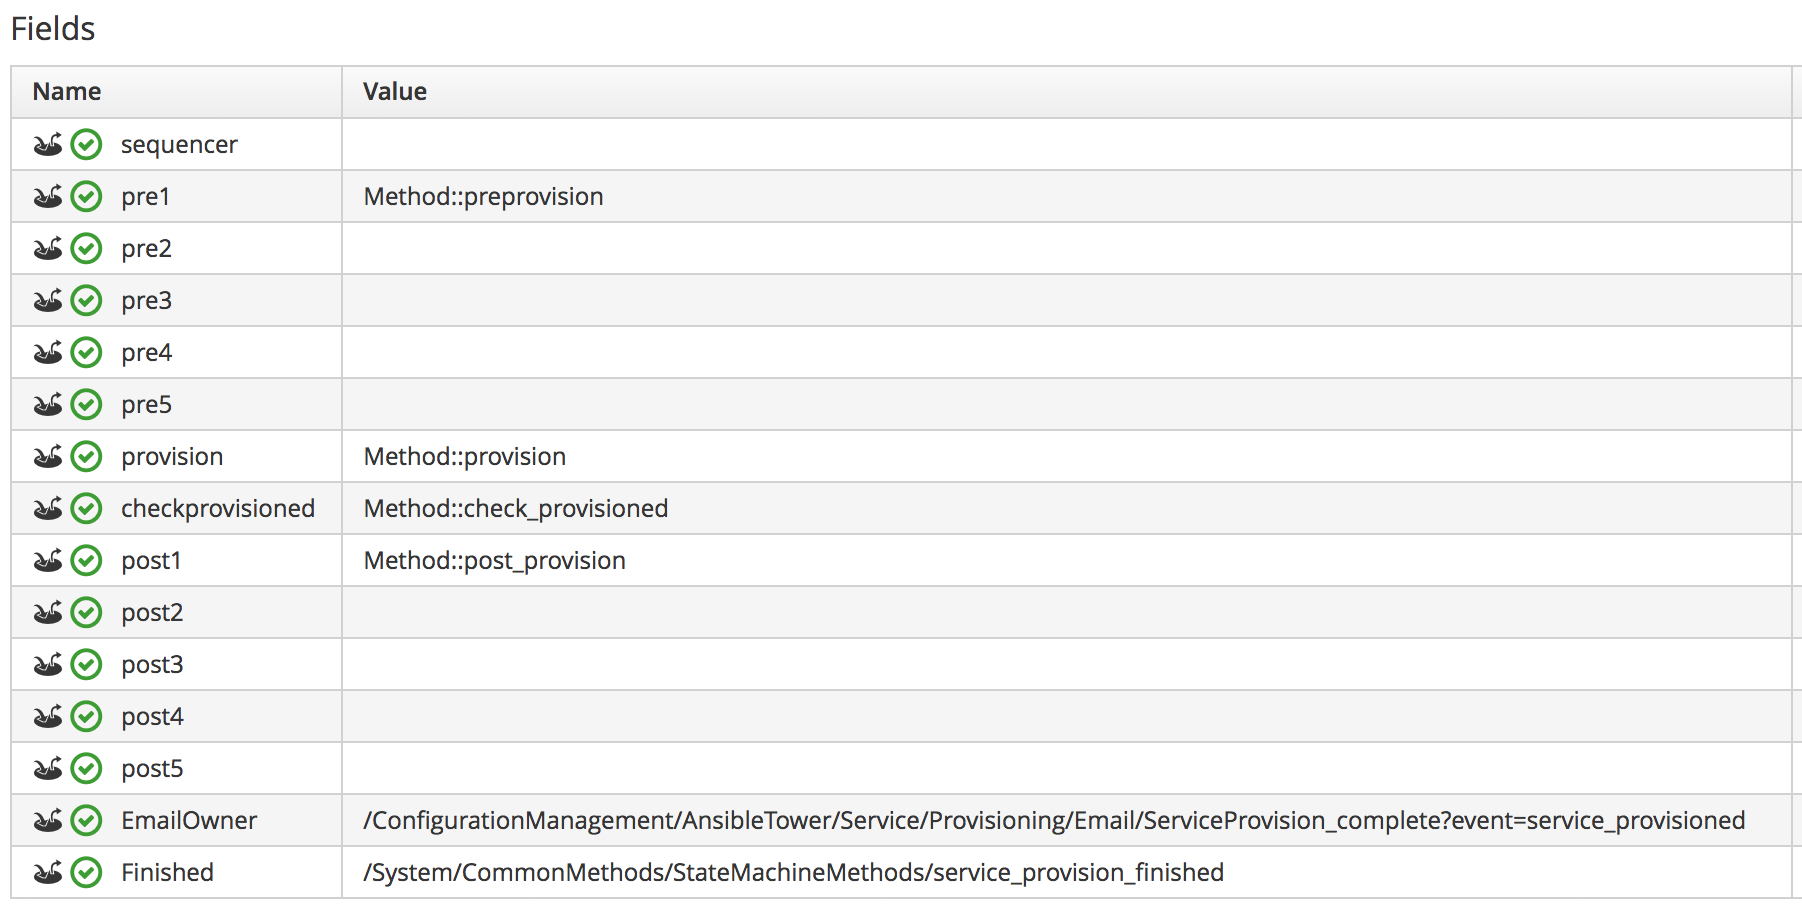 Fields
Name Value
sequencer
pre1 Method::preprovision
pre2
pre3
pre4
pre5
provision Method::provision
checkprovisioned Method::check_provisioned
post1 Method::post_provision
post2
post3
post4
post5
EmailOwner /ConfigurationManagement/AnsibleTower/Service/Provisioning/Email/ServiceProvision_complete?event=service_provisioned
Finished /System/CommonMethods/StateMachineMethods/service_provision_finished